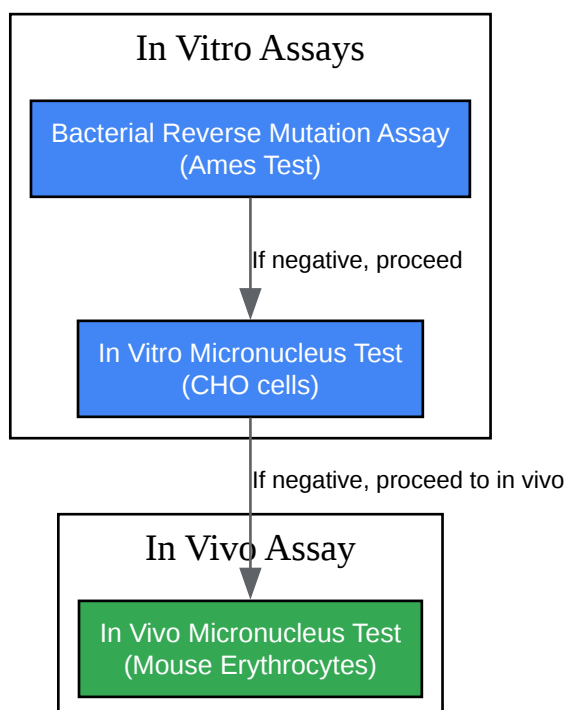 In Vitro Assays
Bacterial Reverse Mutation Assay
(Ames Test)
If negative, proceed
In Vitro Micronucleus Test
(CHO cells)
If negative, proceed to in vivo
In Vivo Assay
In Vivo Micronucleus Test
(Mouse Erythrocytes)